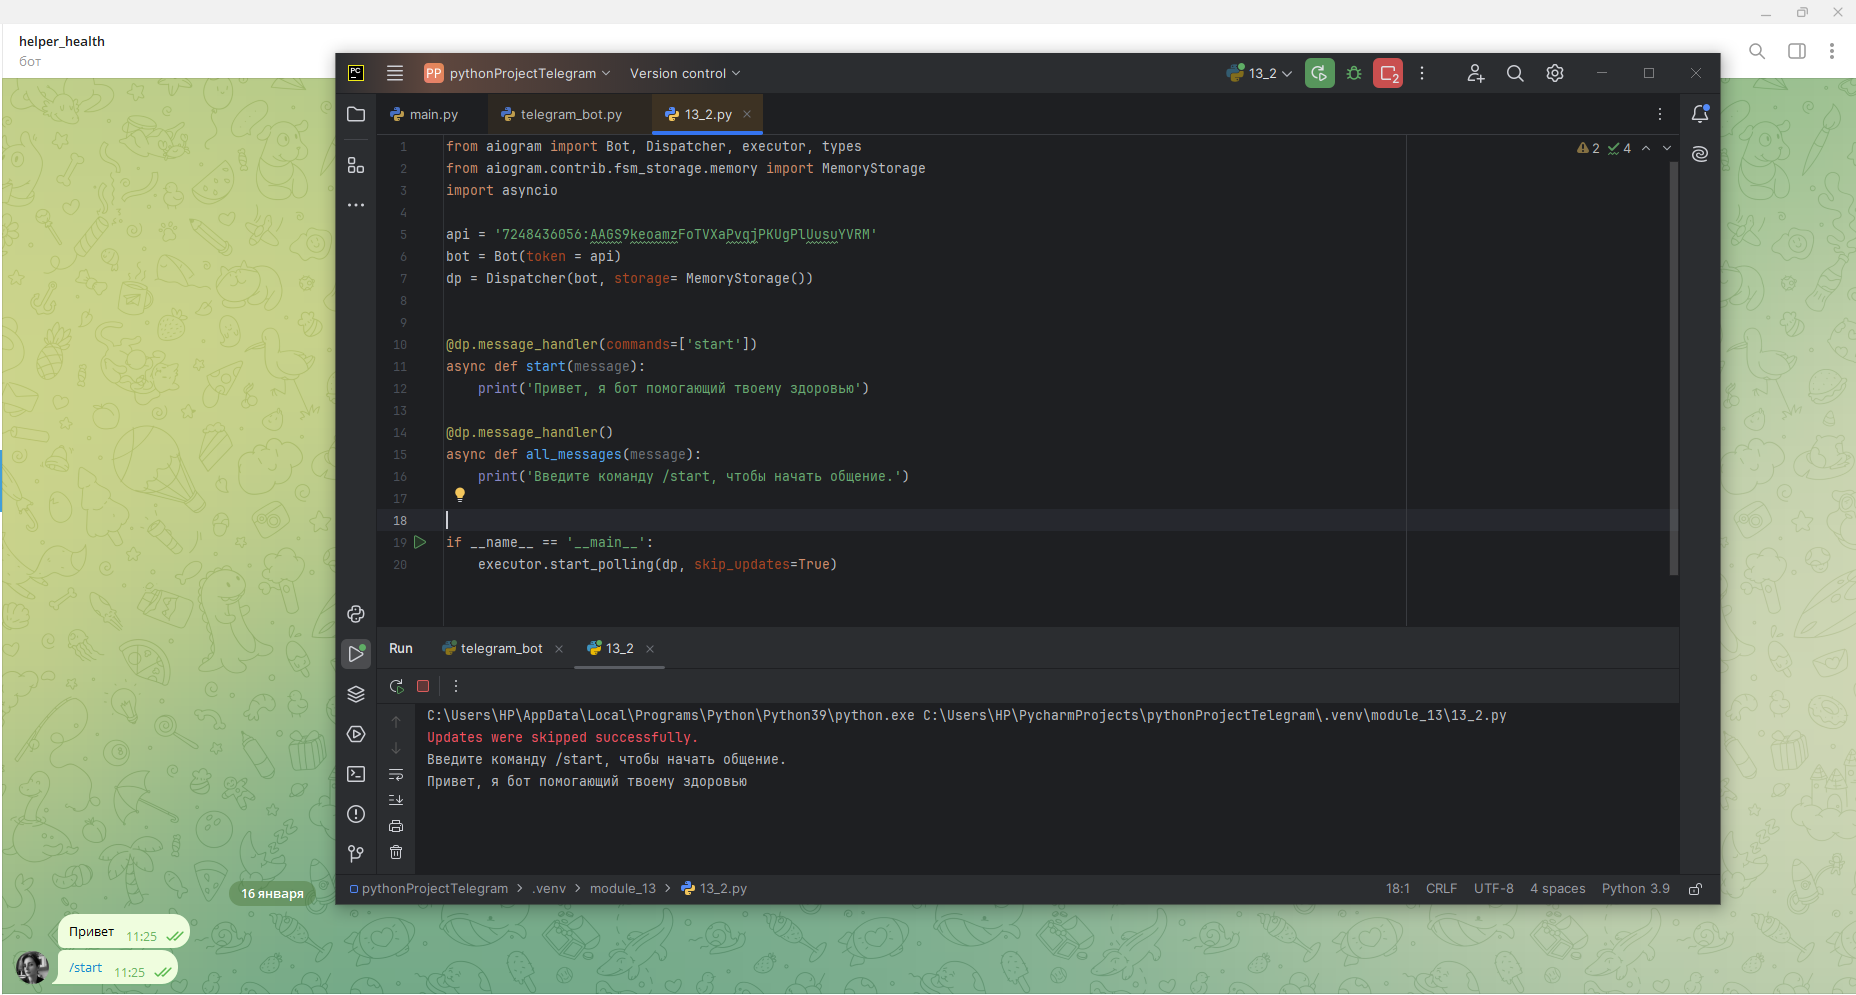 helper_health
бот
PC
PP pythonProjectTelegram
Version control
13_2
2
main.py
telegram_bot.py
13_2.py
2 4
1 from aiogram import Bot, Dispatcher, executor, types
2 from aiogram.contrib.fsm_storage.memory import MemoryStorage
3 import asyncio
4
5 api = '7248436056:AAGS9keoamzFoTVXaPvqjPKUgPlUusuYVRM'
6 bot = Bot(token = api)
7 dp = Dispatcher(bot, storage= MemoryStorage())
8
9
10 @dp.message_handler(commands=['start'])
11 async def start(message):
12 print('Привет, я бот помогающий твоему здоровью')
13
14 @dp.message_handler()
15 async def all_messages(message):
16 print('Введите команду /start, чтобы начать общение.')
17
18
19 if __name__ == '__main__':
20 executor.start_polling(dp, skip_updates=True)
Run
telegram_bot
13_2
C:\Users\HP\AppData\Local\Programs\Python\Python39\python.exe C:\Users\HP\PycharmProjects\pythonProjectTelegram\.venv\module_13\13_2.py
Updates were skipped successfully.
Введите команду /start, чтобы начать общение.
Привет, я бот помогающий твоему здоровью
pythonProjectTelegram > .venv > module_13 > 13_2.py
18:1 CRLF UTF-8 4 spaces Python 3.9
16 января
Привет 11:25
/start 11:25